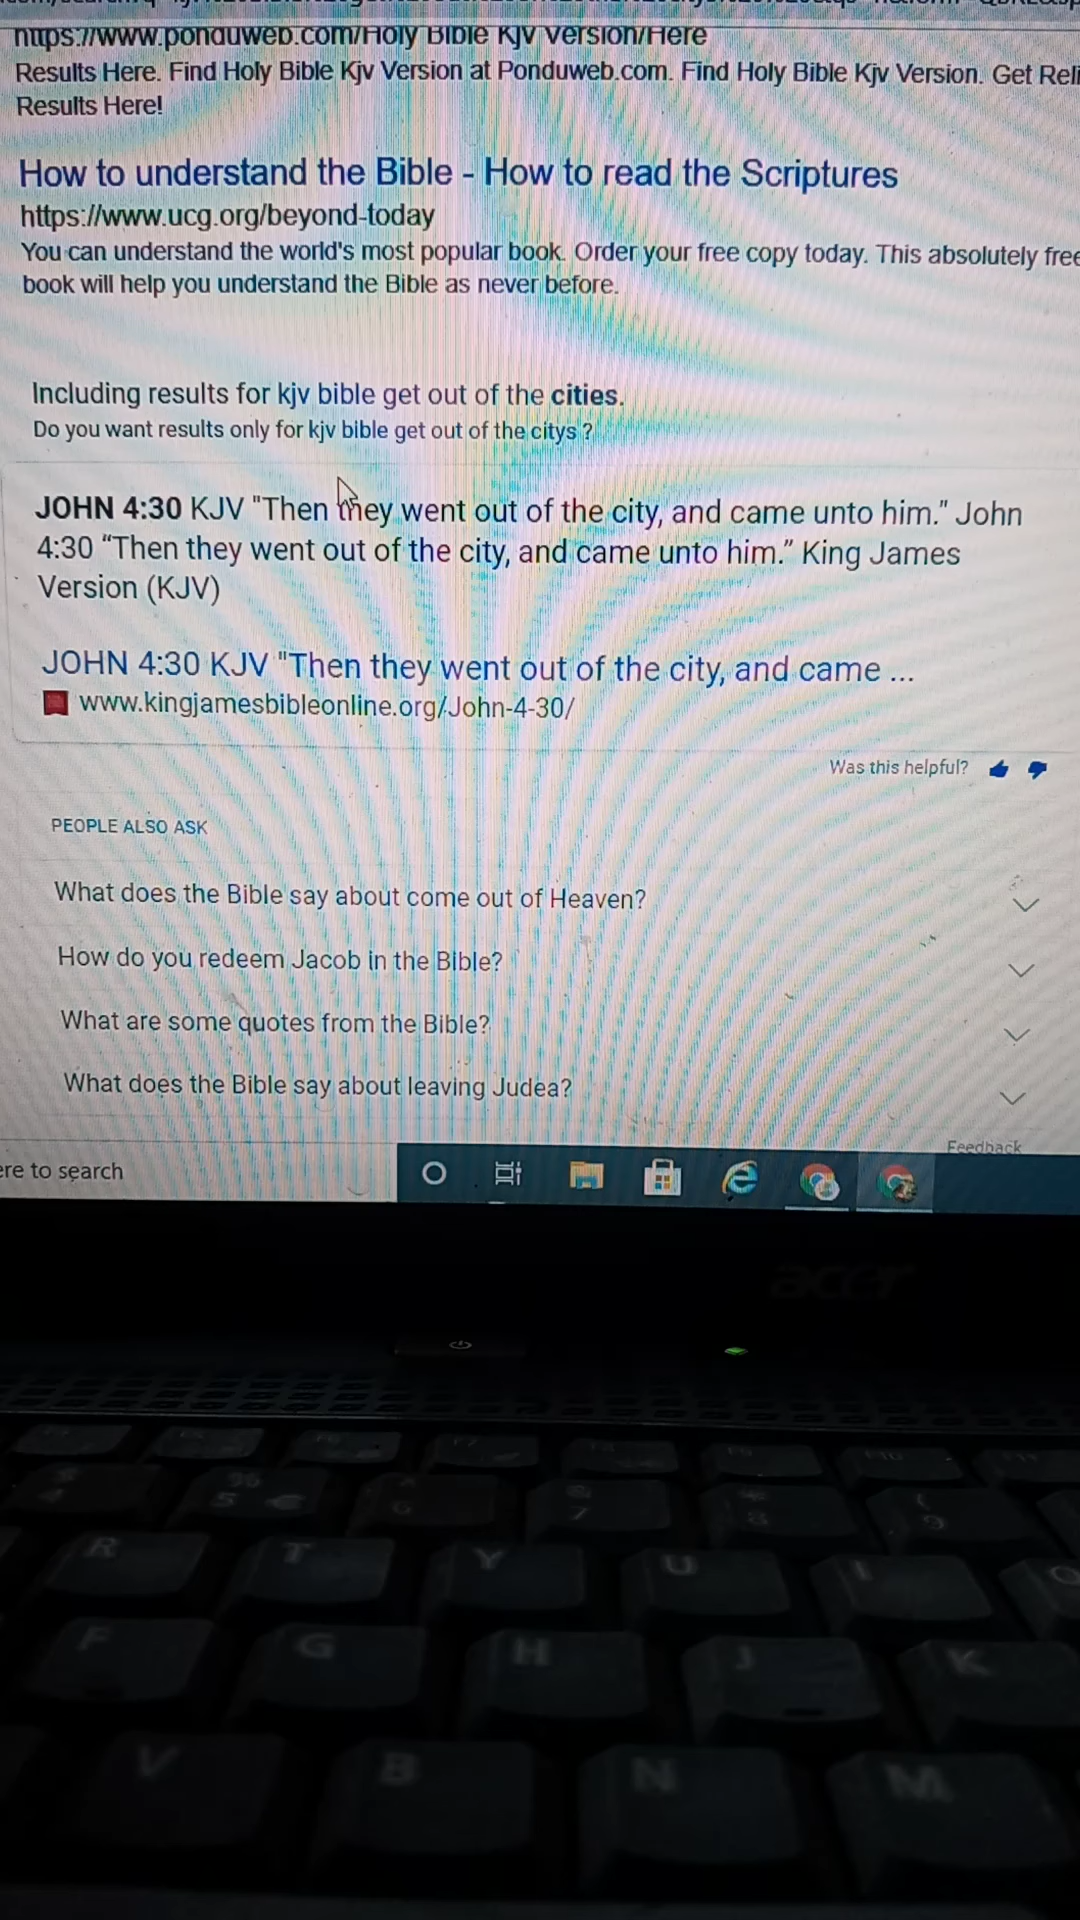 https://www.ponduweb.com/Holy Bible Kjv Version/Here
Results Here. Find Holy Bible Kjv Version at Ponduweb.com. Find Holy Bible Kjv Version. Get Reli
Results Here!
How to understand the Bible - How to read the Scriptures
https://www.ucg.org/beyond-today
You can understand the world's most popular book. Order your free copy today. This absolutely free
book will help you understand the Bible as never before.
Including results for kjv bible get out of the cities.
Do you want results only for kjv bible get out of the citys ?
JOHN 4:30 KJV "Then they went out of the city, and came unto him." John
4:30 “Then they went out of the city, and came unto him.” King James
Version (KJV)
JOHN 4:30 KJV "Then they went out of the city, and came ...
www.kingjamesbibleonline.org/John-4-30/
Was this helpful?
PEOPLE ALSO ASK
What does the Bible say about come out of Heaven?
How do you redeem Jacob in the Bible?
What are some quotes from the Bible?
What does the Bible say about leaving Judea?
Feedback
ere to search
acer
5 € 7 8 9
R T Y U I O
F G H J K
V B N M